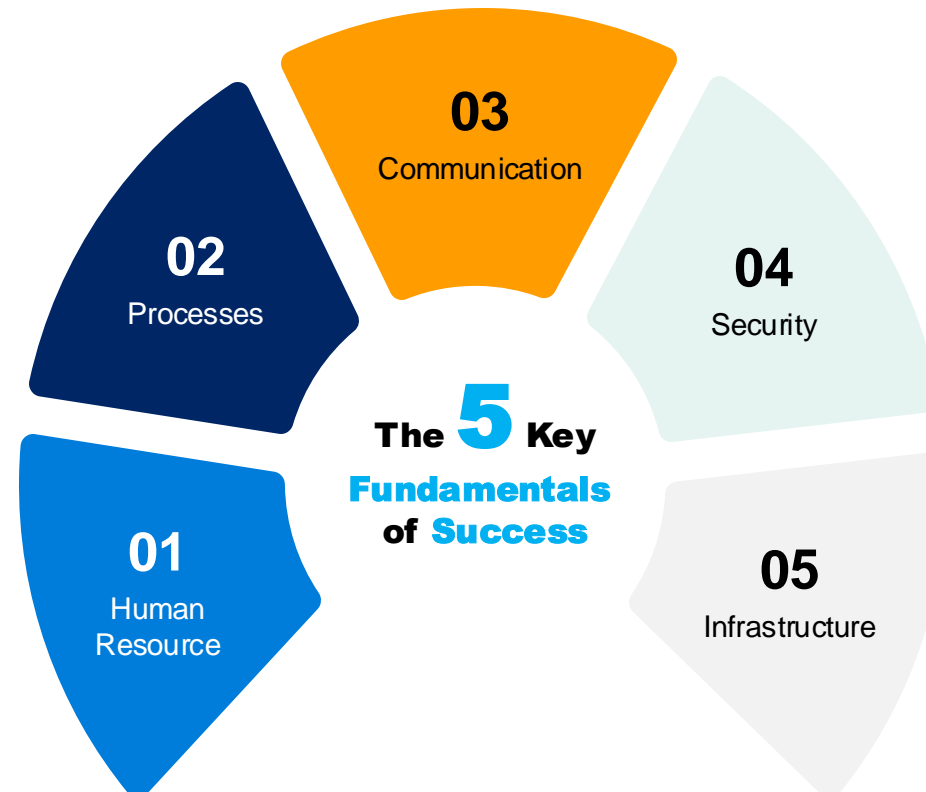 03
Communication
02
Processes
04
Security
The 5 Key
Fundamentals
of Success
01
Human
Resource
05
Infrastructure